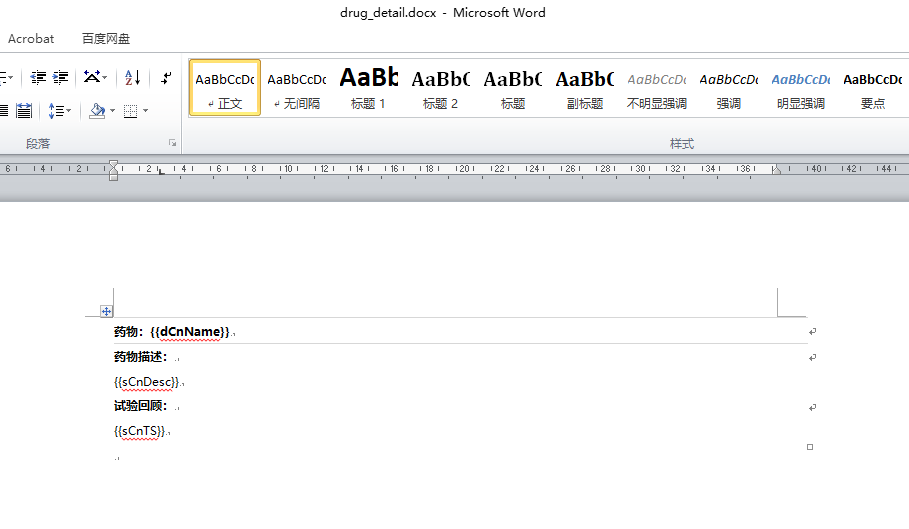 drug_detail.docx - Microsoft Word
Acrobat 百度网盘
AaBbCcDc AaBbCcDc AaBb AaBbC AaBbC AaBbC AaBbCcDc AaBbCcDc AaBbCcDc AaBbCcDc
正文 无间隔 标题 1 标题 2 标题 副标题 不明显强调 强调 明显强调 要点
段落 样式
6 4 2 2 4 6 8 10 12 14 16 18 20 22 24 26 28 30 32 34 36 40 42 44
药物：{{dCnName}}
药物描述：
{{sCnDesc}}
试验回顾：
{{sCnTS}}